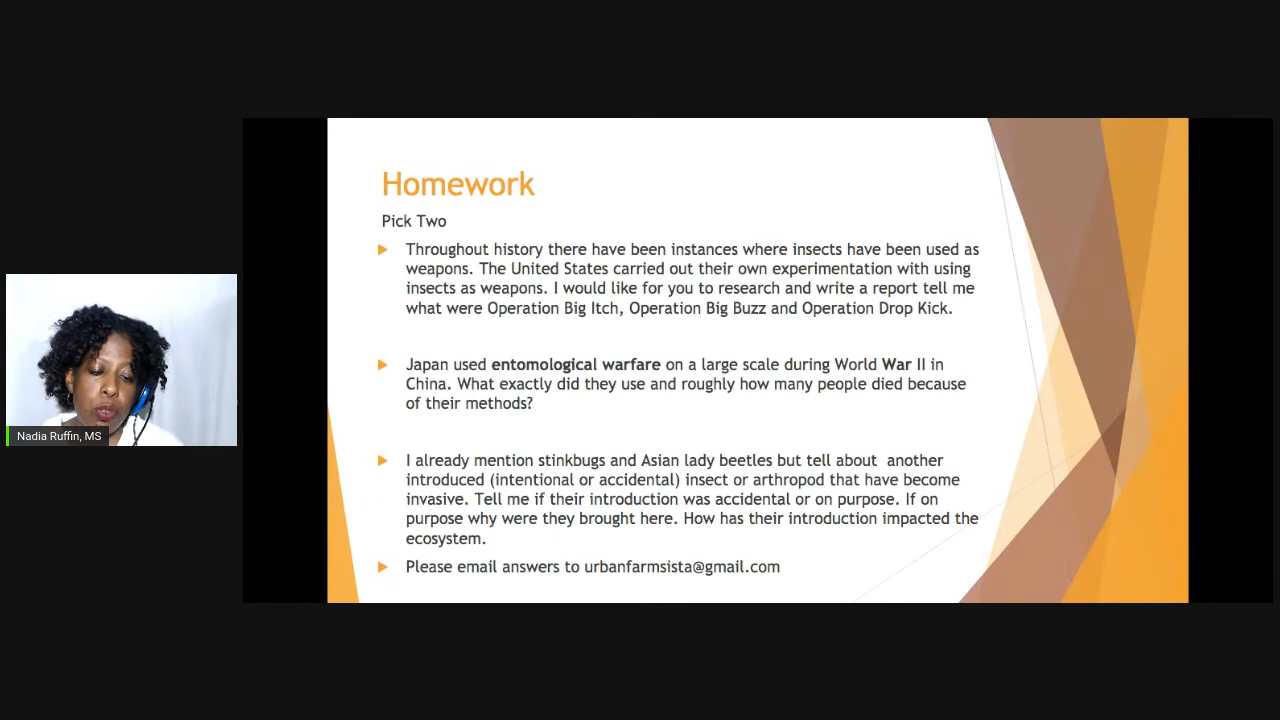 Homework
Pick Two
Throughout history there have been instances where insects have been used as
weapons. The United States carried out their own experimentation with using
insects as weapons. I would like for you to research and write a report tell me
what were Operation Big Itch, Operation Big Buzz and Operation Drop Kick.
Japan used entomological warfare on a large scale during World War II in
China. What exactly did they use and roughly how many people died because
of their methods?
I already mention stinkbugs and Asian lady beetles but tell about another
introduced (intentional or accidental) insect or arthropod that have become
invasive. Tell me if their introduction was accidental or on purpose. If on
purpose why were they brought here. How has their introduction impacted the
ecosystem.
Please email answers to urbanfarmsista@gmail.com
Nadia Ruffin, MS